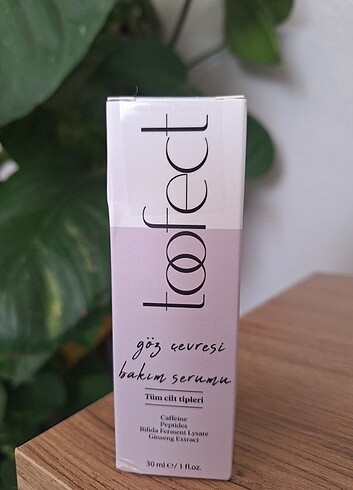 toofect
göz çevresi
bakım serumu
Tüm cilt tipleri
Caffeine
Peptides
Bifida Ferment Lysate
Ginseng Extract
30 ml ℮/ 1 fl.oz.